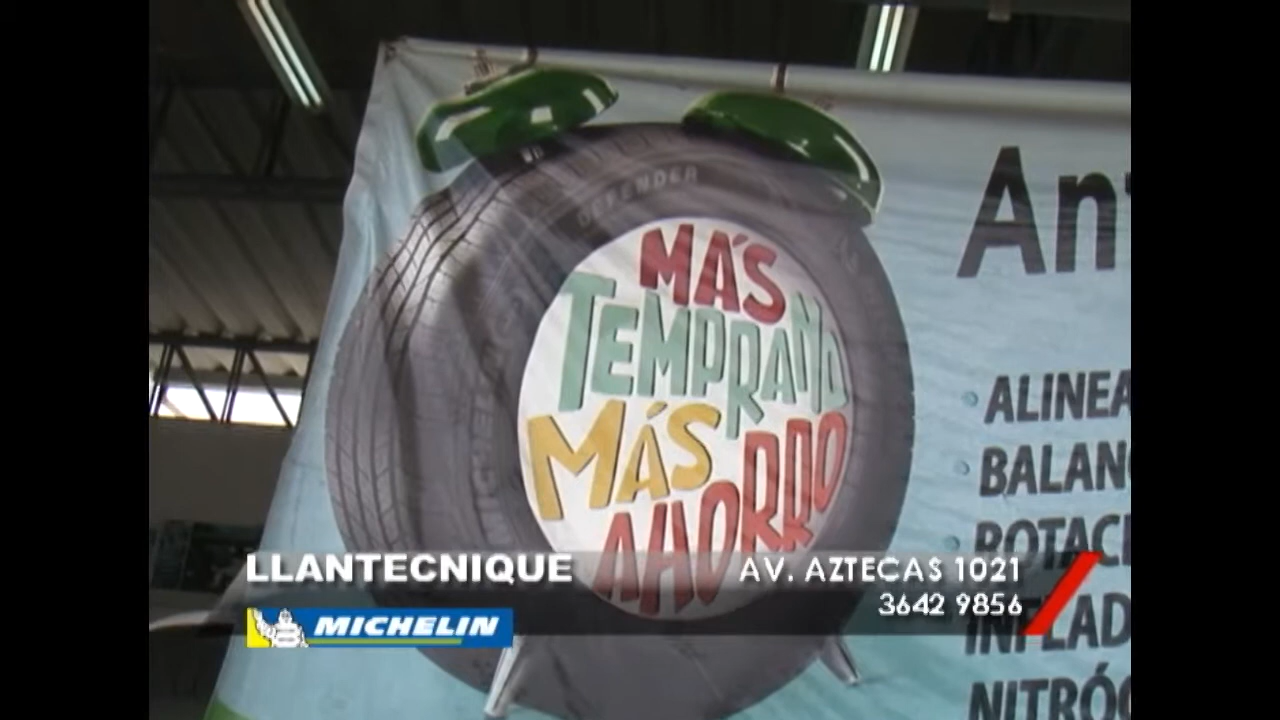 DEFENDER
MÁS
TEMPRANO
MÁS
AHORRO
LLANTECNIQUE
AV. AZTECAS 1021
3642 9856
MICHELIN